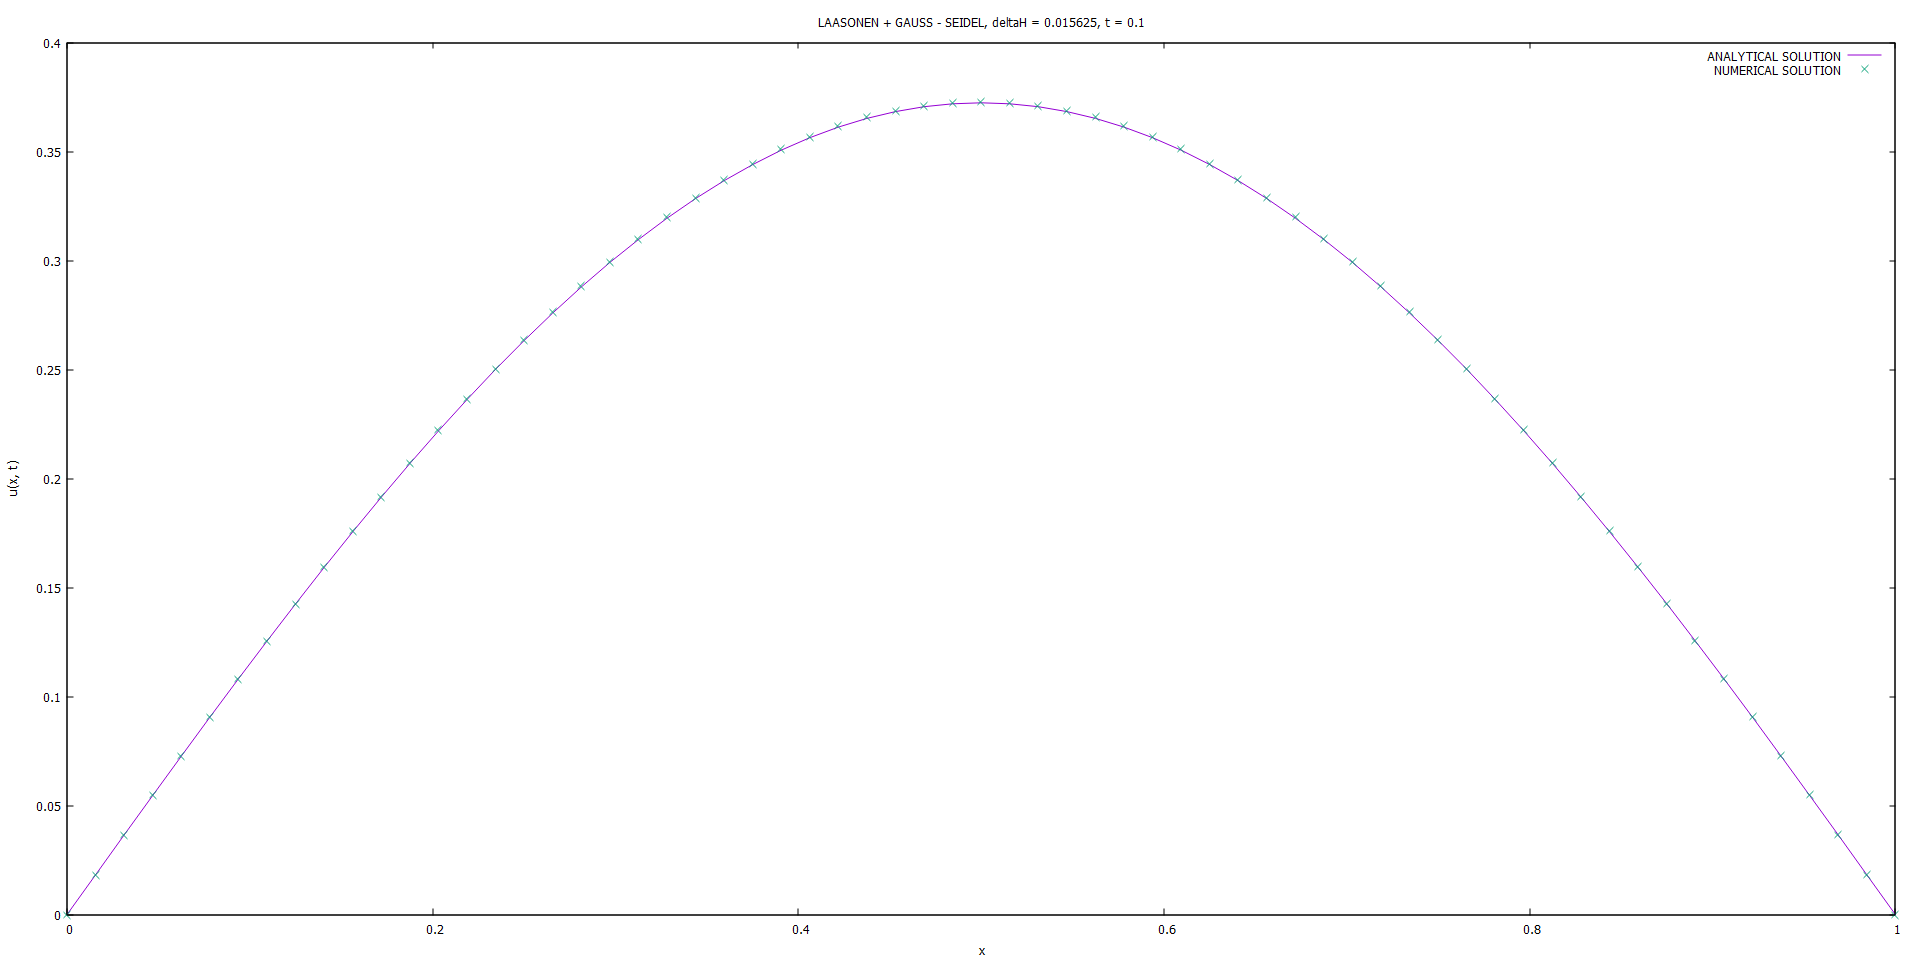 LAASONEN + GAUSS - SEIDEL, deltaH = 0.015625, t = 0.1
ANALYTICAL SOLUTION
NUMERICAL SOLUTION
0.4
0.35
0.3
0.25
0.2
0.15
0.1
0.05
0
u(x, t)
0 0.2 0.4 0.6 0.8 1
x